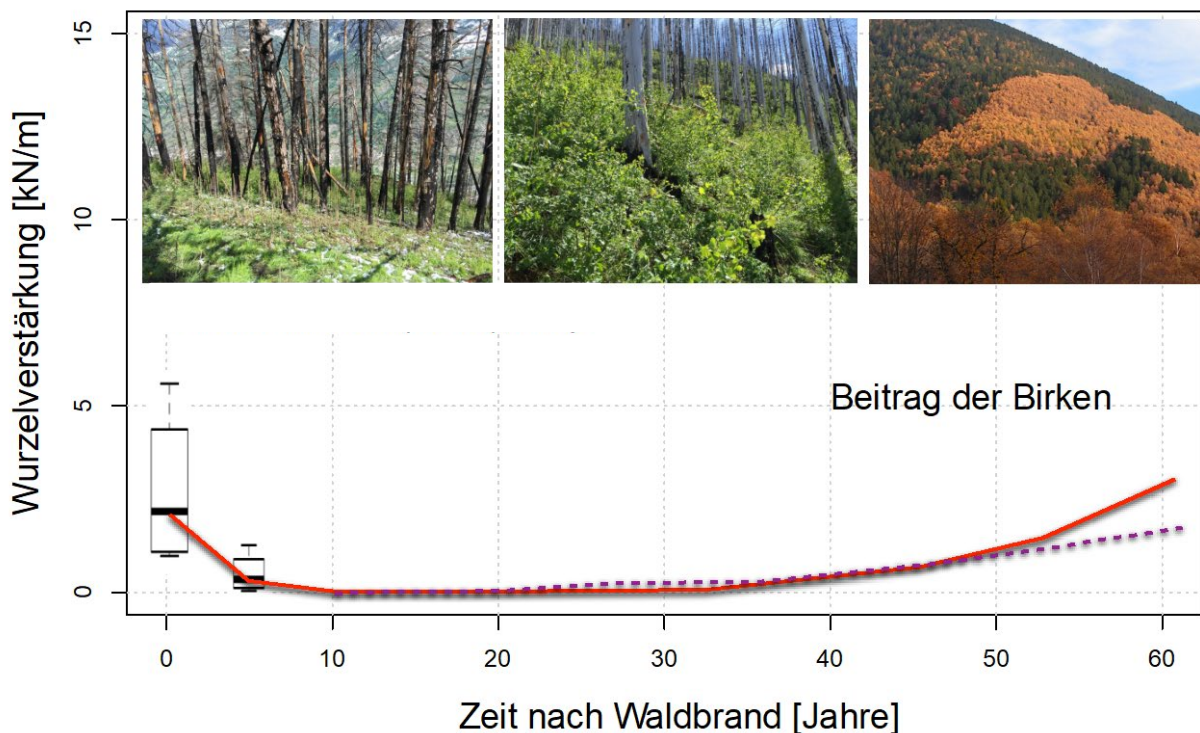 Wurzelverstärkung [kN/m]
15
10
5
0
Beitrag der Birken
0 10 20 30 40 50 60
Zeit nach Waldbrand [Jahre]